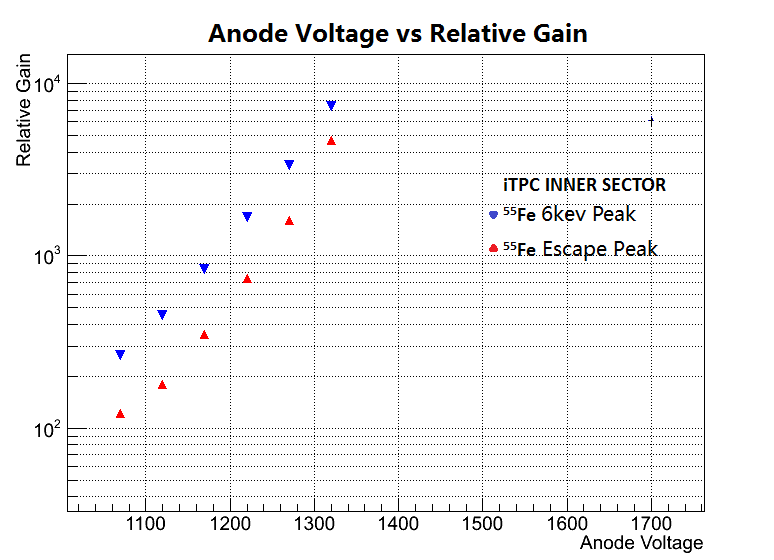 Anode Voltage vs Relative Gain
Relative Gain
10⁴
10³
10²
iTPC INNER SECTOR
⁵⁵Fe 6kev Peak
⁵⁵Fe Escape Peak
1100 1200 1300 1400 1500 1600 1700
Anode Voltage